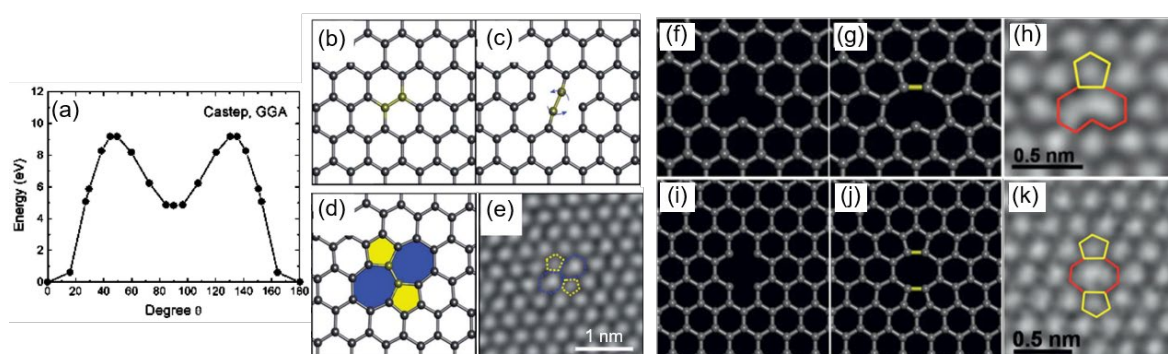 (a)
Castep, GGA
Energy (eV)
12
10
8
6
4
2
0
0 20 40 60 80 100 120 140 160 180
Degree θ
(b)
(c)
(d)
(e)
1 nm
(f)
(g)
(h)
0.5 nm
(i)
(j)
(k)
0.5 nm